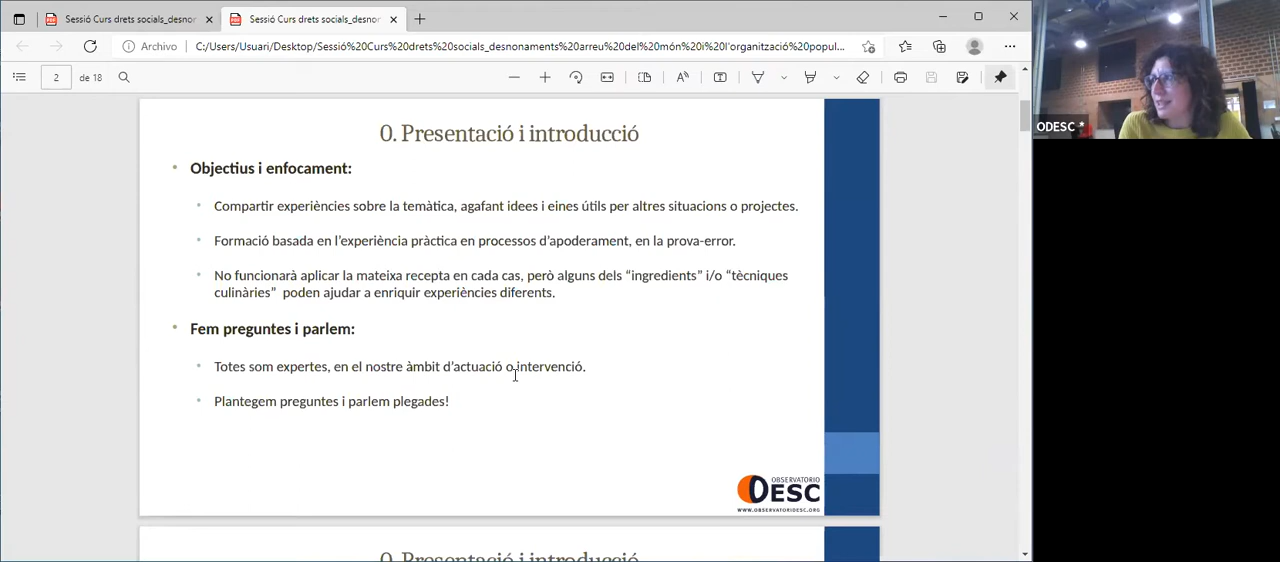 Sessió Curs drets socials_desnor
Sessió Curs drets socials_desnor
Archivo
C:/Users/Usuari/Desktop/Sessió%20Curs%20drets%20socials_desnonaments%20arreu%20del%20món%20i%20l'organització%20popul...
2
de 18
0. Presentació i introducció
• Objectius i enfocament:
• Compartir experiències sobre la temàtica, agafant idees i eines útils per altres situacions o projectes.
• Formació basada en l'experiència pràctica en processos d'apoderament, en la prova-error.
• No funcionarà aplicar la mateixa recepta en cada cas, però alguns dels “ingredients” i/o “tècniques
culinàries” poden ajudar a enriquir experiències diferents.
• Fem preguntes i parlem:
• Totes som expertes, en el nostre àmbit d'actuació o intervenció.
• Plantegem preguntes i parlem plegades!
OBSERVATORIO
DESC
WWW.OBSERVATORIDESC.ORG
0. Presentació i introducció
ODESC *